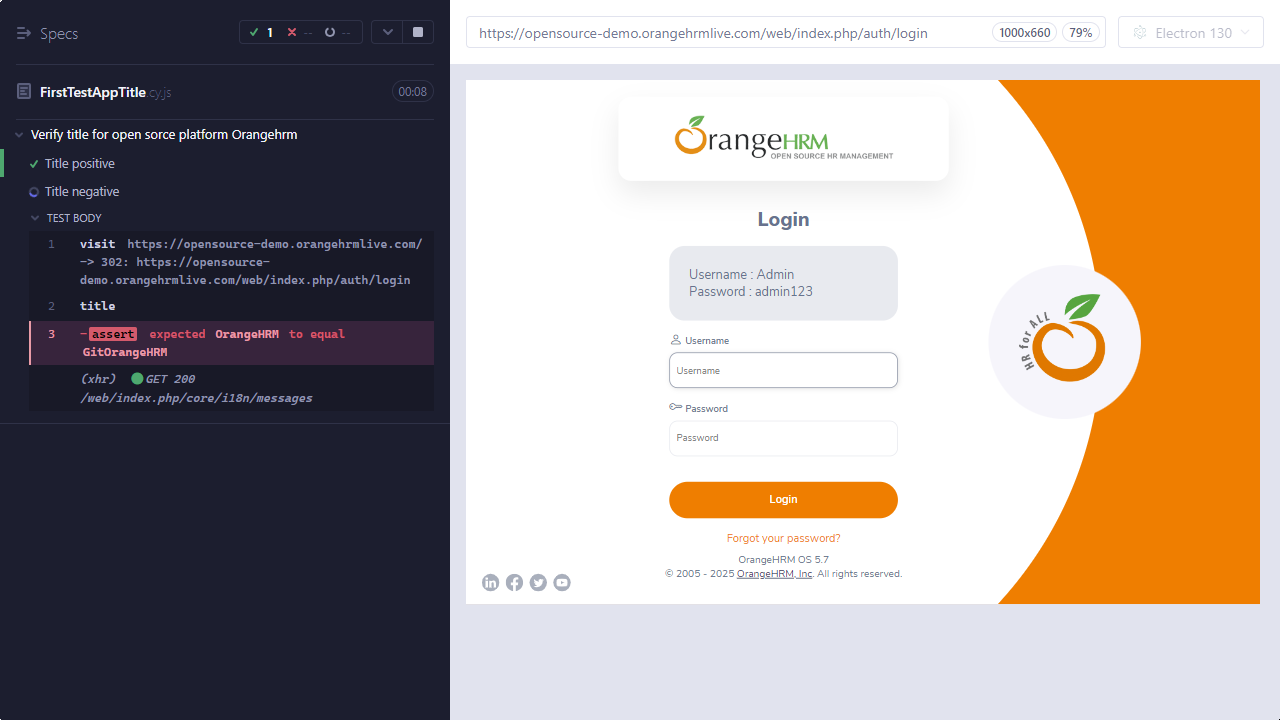 Specs
1
--
--
FirstTestAppTitle.cy.js
00:08
Verify title for open sorce platform Orangehrm
Title positive
Title negative
TEST BODY
1 visit https://opensource-demo.orangehrmlive.com/
-> 302: https://opensource-
demo.orangehrmlive.com/web/index.php/auth/login
2 title
3 -assert expected OrangeHRM to equal
GitOrangeHRM
(xhr) GET 200
/web/index.php/core/i18n/messages
https://opensource-demo.orangehrmlive.com/web/index.php/auth/login
1000x660
79%
Electron 130
OrangeHRM
OPEN SOURCE HR MANAGEMENT
Login
Username : Admin
Password : admin123
Username
Username
Password
Password
Login
Forgot your password?
OrangeHRM OS 5.7
© 2005 - 2025 OrangeHRM, Inc. All rights reserved.
HR for ALL